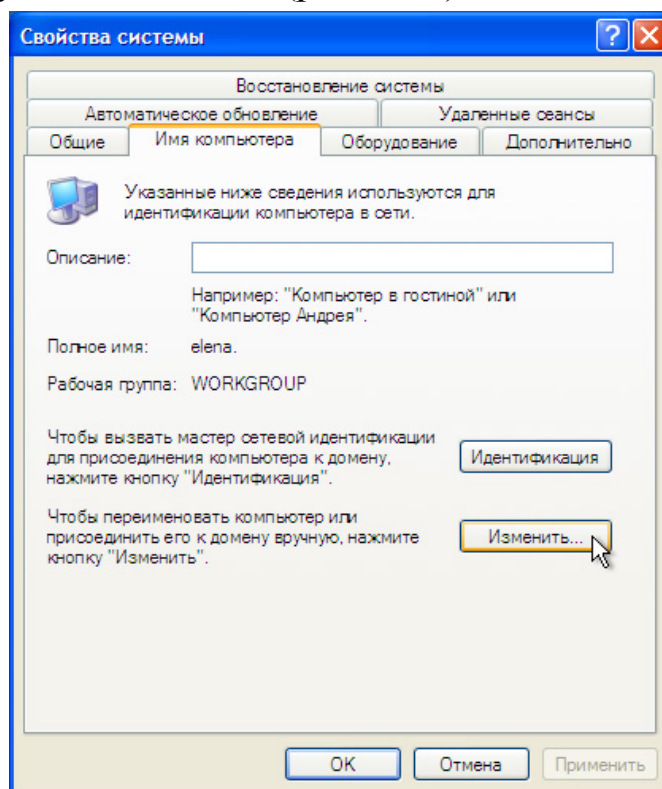 Свойства системы
Восстановление системы
Автоматическое обновление
Удаленные сеансы
Общие
Имя компьютера
Оборудование
Дополнительно
Указанные ниже сведения используются для
идентификации компьютера в сети.
Описание:
Например: "Компьютер в гостиной" или
"Компьютер Андрея".
Полное имя: elena.
Рабочая группа: WORKGROUP
Чтобы вызвать мастер сетевой идентификации
для присоединения компьютера к домену,
нажмите кнопку "Идентификация".
Идентификация
Чтобы переименовать компьютер или
присоединить его к домену вручную, нажмите
кнопку "Изменить".
Изменить...
ОК
Отмена
Применить